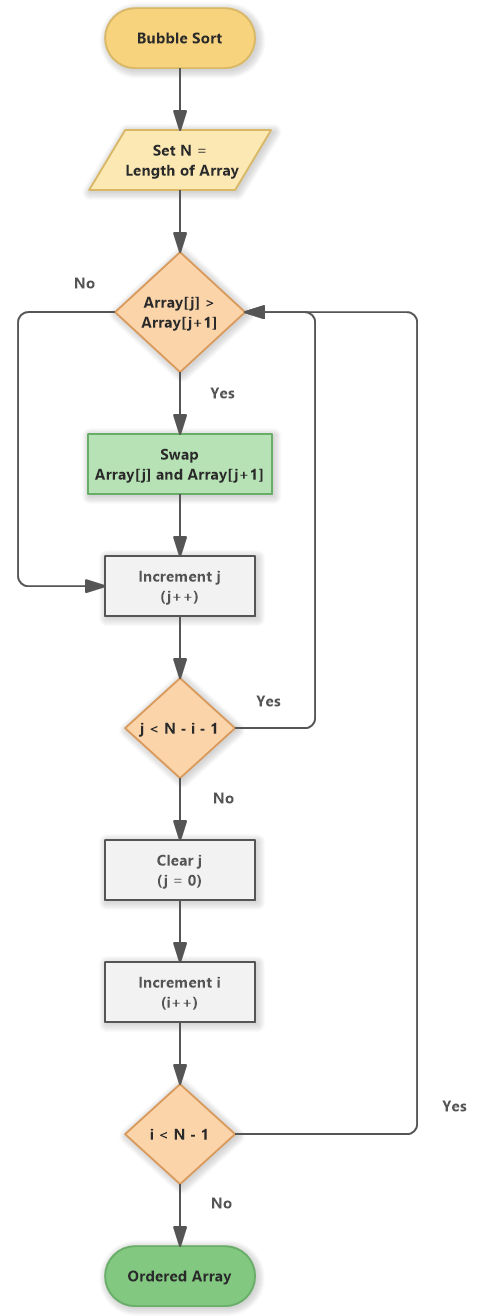 Bubble Sort
Set N =
Length of Array
No
Array[j] >
Array[j+1]
Yes
Swap
Array[j] and Array[j+1]
Increment j
(j++)
Yes
j < N - i - 1
No
Clear j
(j = 0)
Increment i
(i++)
Yes
i < N - 1
No
Ordered Array